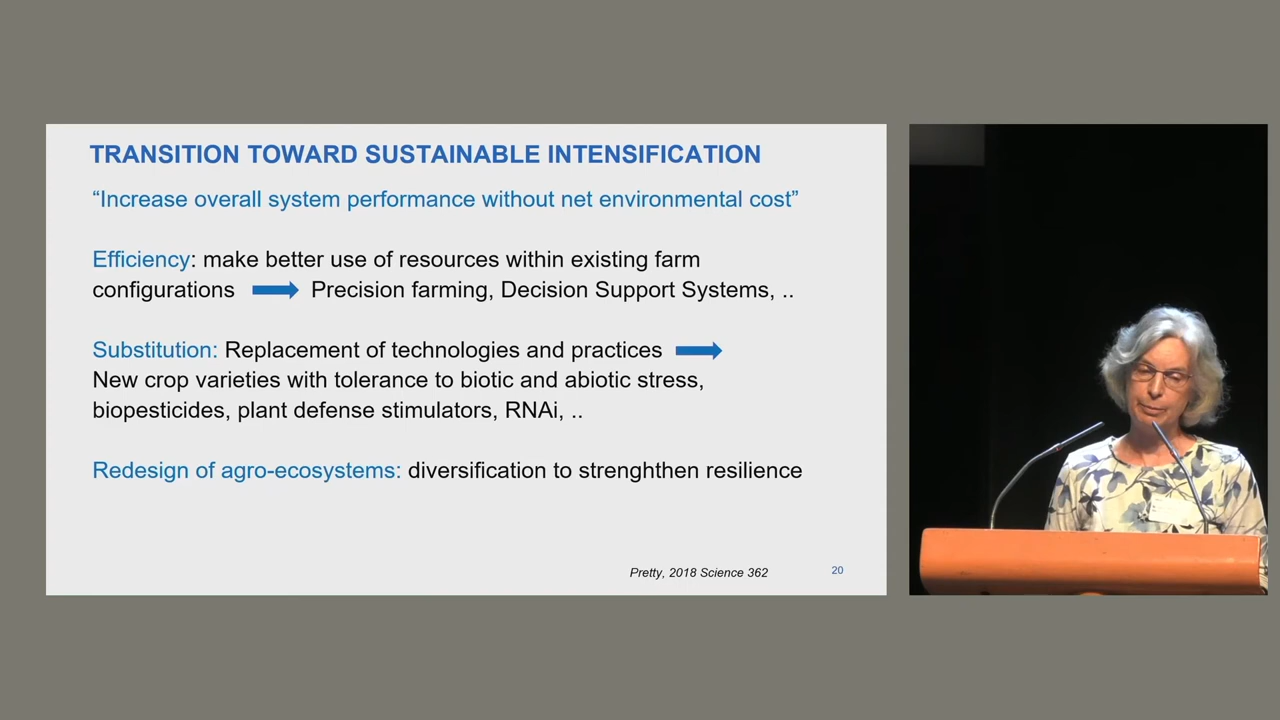 TRANSITION TOWARD SUSTAINABLE INTENSIFICATION
“Increase overall system performance without net environmental cost”
Efficiency: make better use of resources within existing farm
configurations Precision farming, Decision Support Systems, ..
Substitution: Replacement of technologies and practices
New crop varieties with tolerance to biotic and abiotic stress,
biopesticides, plant defense stimulators, RNAi, ..
Redesign of agro-ecosystems: diversification to strenghthen resilience
Pretty, 2018 Science 362
20